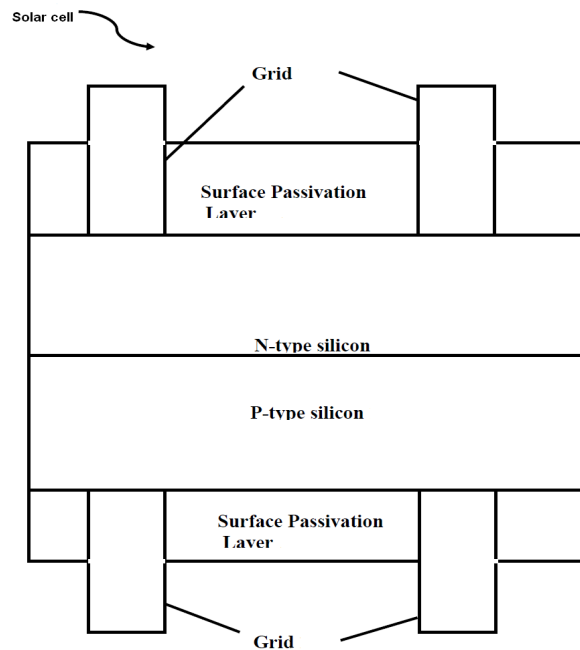 Solar cell
Grid
Surface Passivation
Layer
N-type silicon
P-type silicon
Surface Passivation
Layer
Grid